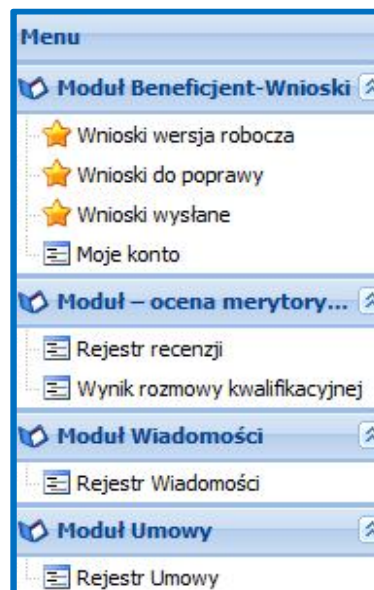 Menu
Moduł Beneficjent-Wnioski
Wnioski wersja robocza
Wnioski do poprawy
Wnioski wysłane
Moje konto
Moduł – ocena merytory...
Rejestr recenzji
Wynik rozmowy kwalifikacyjnej
Moduł Wiadomości
Rejestr Wiadomości
Moduł Umowy
Rejestr Umowy